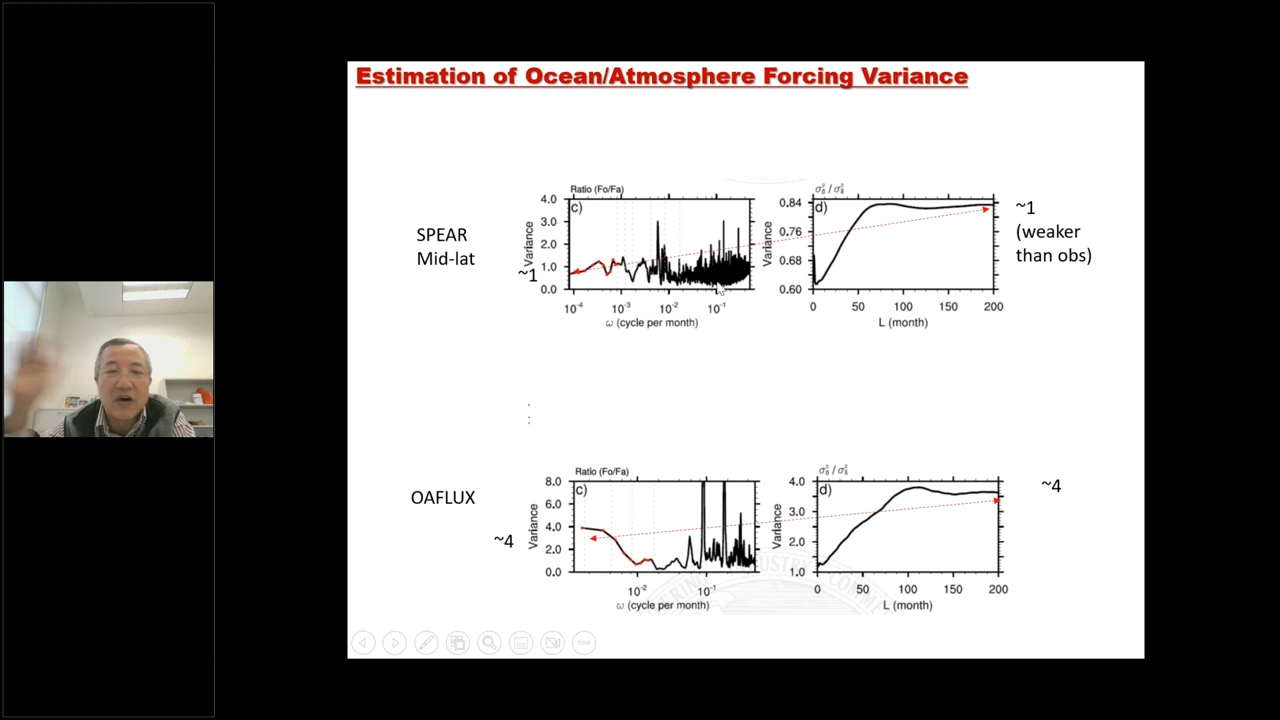 Estimation of Ocean/Atmosphere Forcing Variance
SPEAR
Mid-lat
Ratio (Fo/Fa)
c)
Variance
4.0
3.0
2.0
1.0
0.0
~1
10⁻⁴
10⁻³
10⁻²
10⁻¹
ω (cycle per month)
d)
Variance
0.84
0.76
0.68
0.60
0
50
100
150
200
L (month)
~1
(weaker
than obs)
:
:
OAFLUX
Ratio (Fo/Fa)
c)
Variance
8.0
6.0
4.0
2.0
0.0
~4
10⁻²
10⁻¹
ω (cycle per month)
d)
Variance
4.0
3.0
2.0
1.0
0
50
100
150
200
L (month)
~4